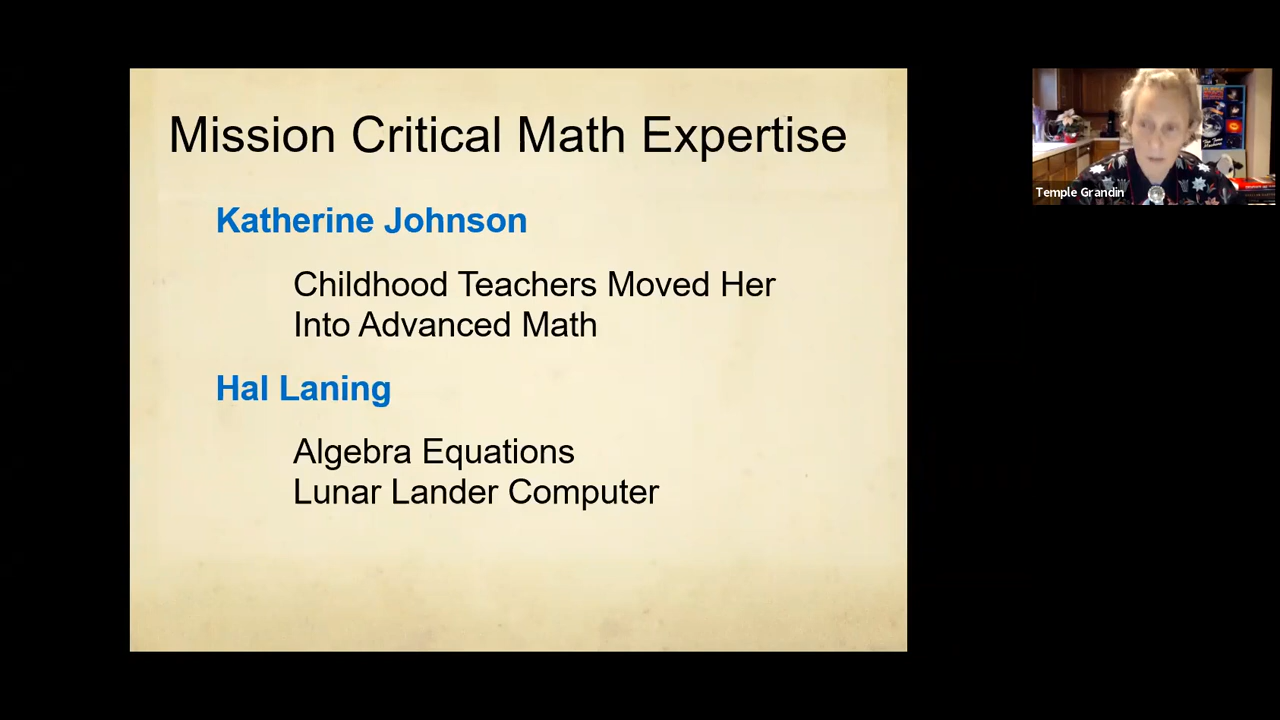 Mission Critical Math Expertise
Katherine Johnson
Childhood Teachers Moved Her
Into Advanced Math
Hal Laning
Algebra Equations
Lunar Lander Computer
Temple Grandin